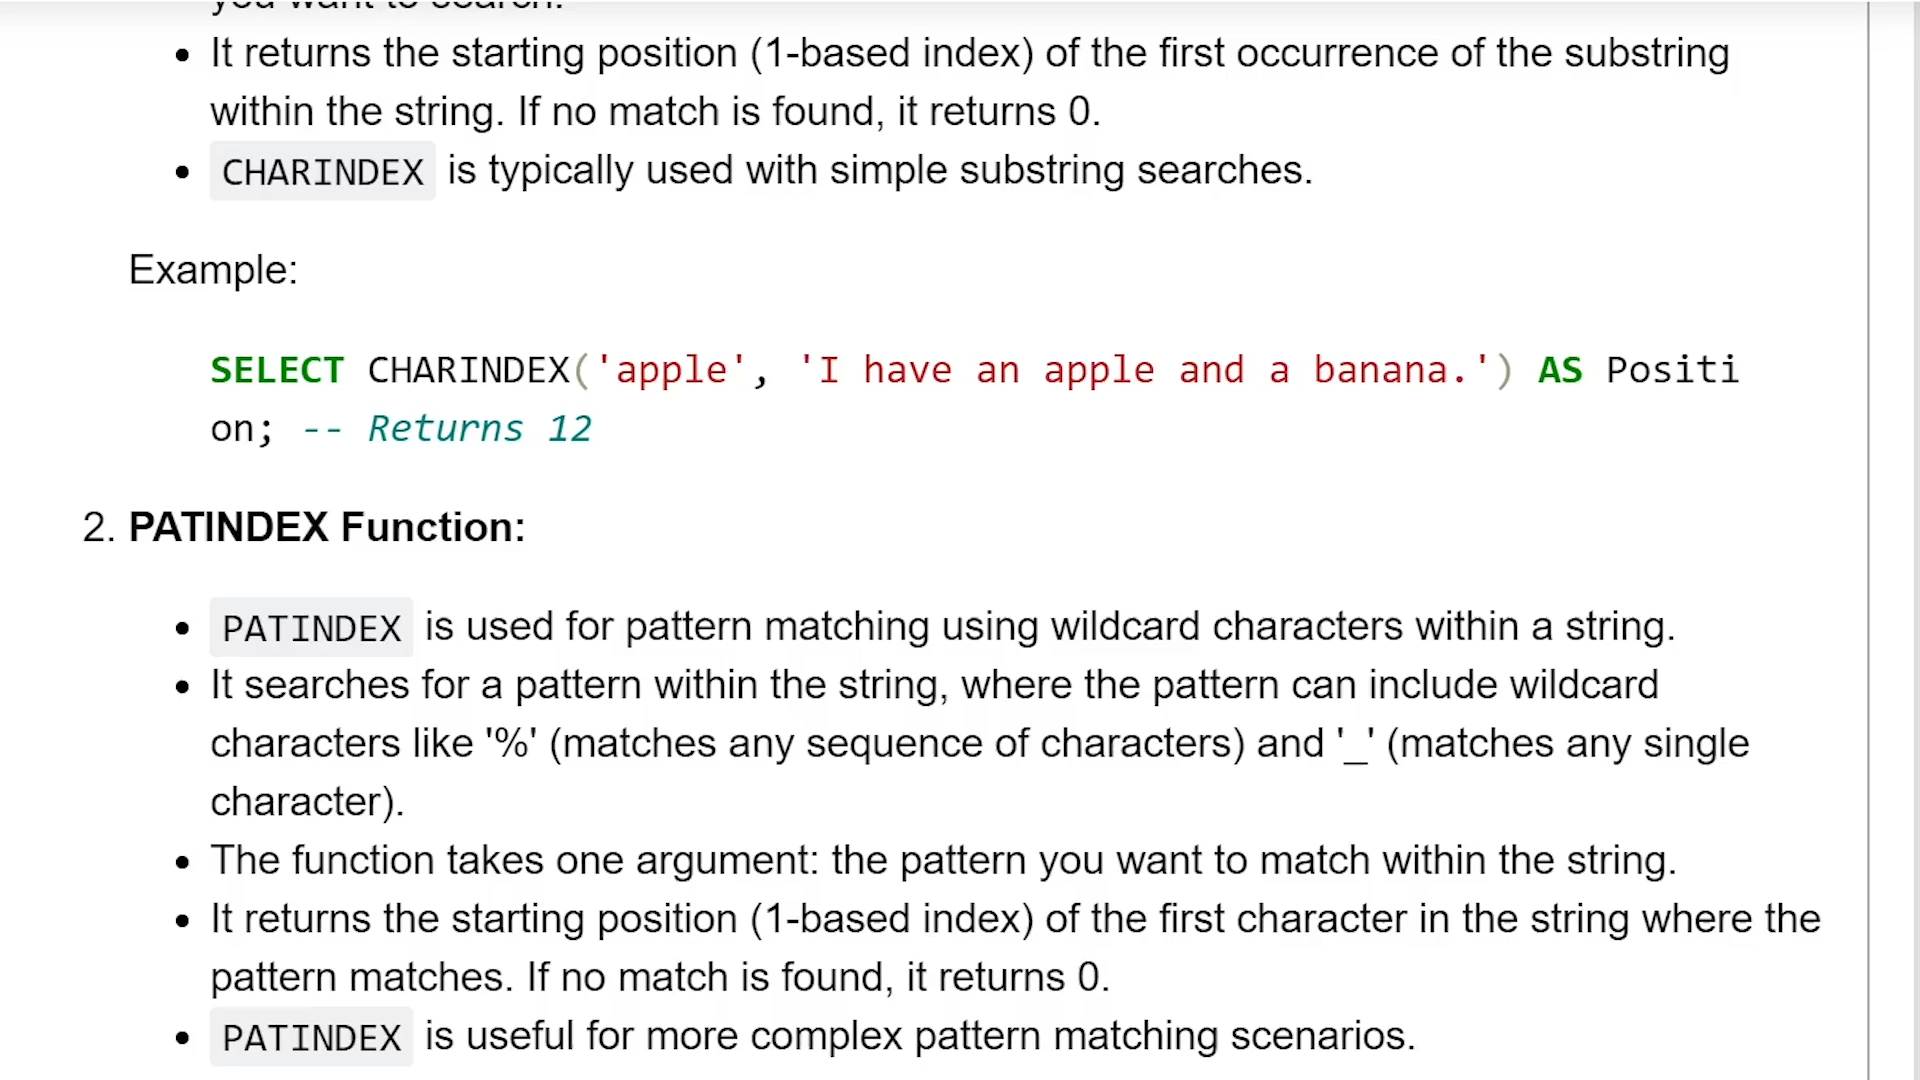 you want to search.
• It returns the starting position (1-based index) of the first occurrence of the substring
within the string. If no match is found, it returns 0.
• CHARINDEX is typically used with simple substring searches.
Example:
SELECT CHARINDEX('apple', 'I have an apple and a banana.') AS Positi
on; -- Returns 12
2. PATINDEX Function:
• PATINDEX is used for pattern matching using wildcard characters within a string.
• It searches for a pattern within the string, where the pattern can include wildcard
characters like '%' (matches any sequence of characters) and '_' (matches any single
character).
• The function takes one argument: the pattern you want to match within the string.
• It returns the starting position (1-based index) of the first character in the string where the
pattern matches. If no match is found, it returns 0.
• PATINDEX is useful for more complex pattern matching scenarios.